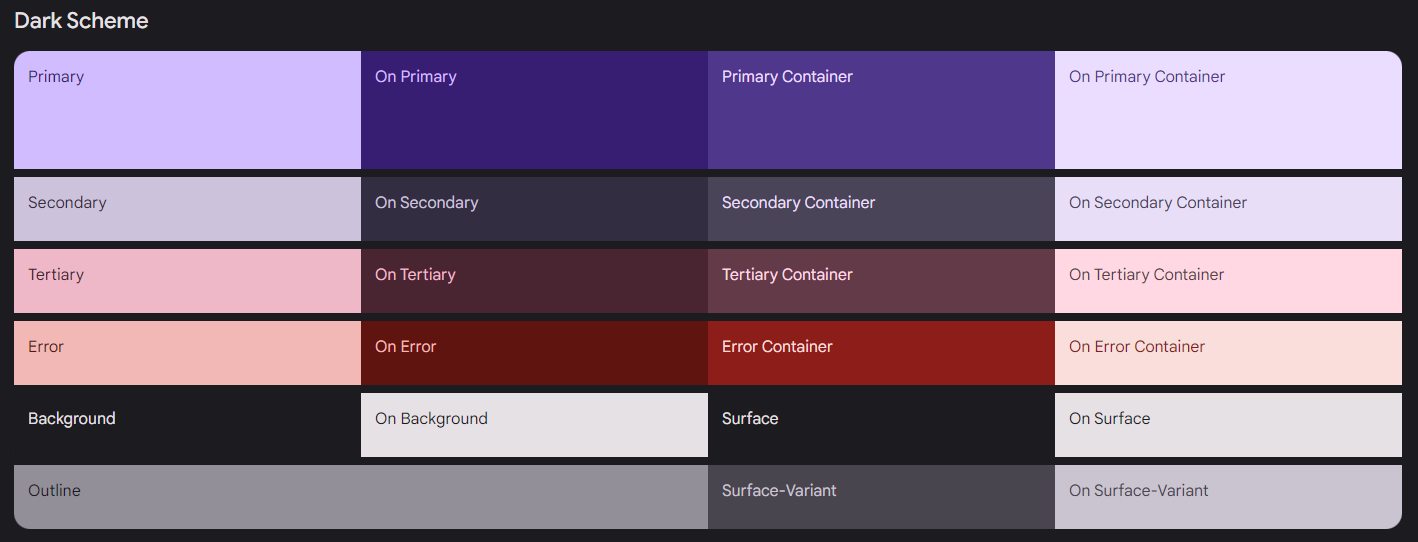 Dark Scheme
Primary
On Primary
Primary Container
On Primary Container
Secondary
On Secondary
Secondary Container
On Secondary Container
Tertiary
On Tertiary
Tertiary Container
On Tertiary Container
Error
On Error
Error Container
On Error Container
Background
On Background
Surface
On Surface
Outline
Surface-Variant
On Surface-Variant